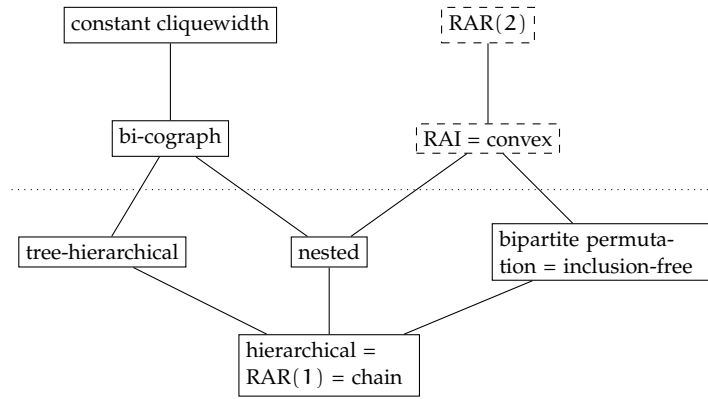 constant cliquewidth
RAR(2)
bi-cograph
RAI = convex
tree-hierarchical
nested
bipartite permuta-
tion = inclusion-free
hierarchical =
RAR(1) = chain